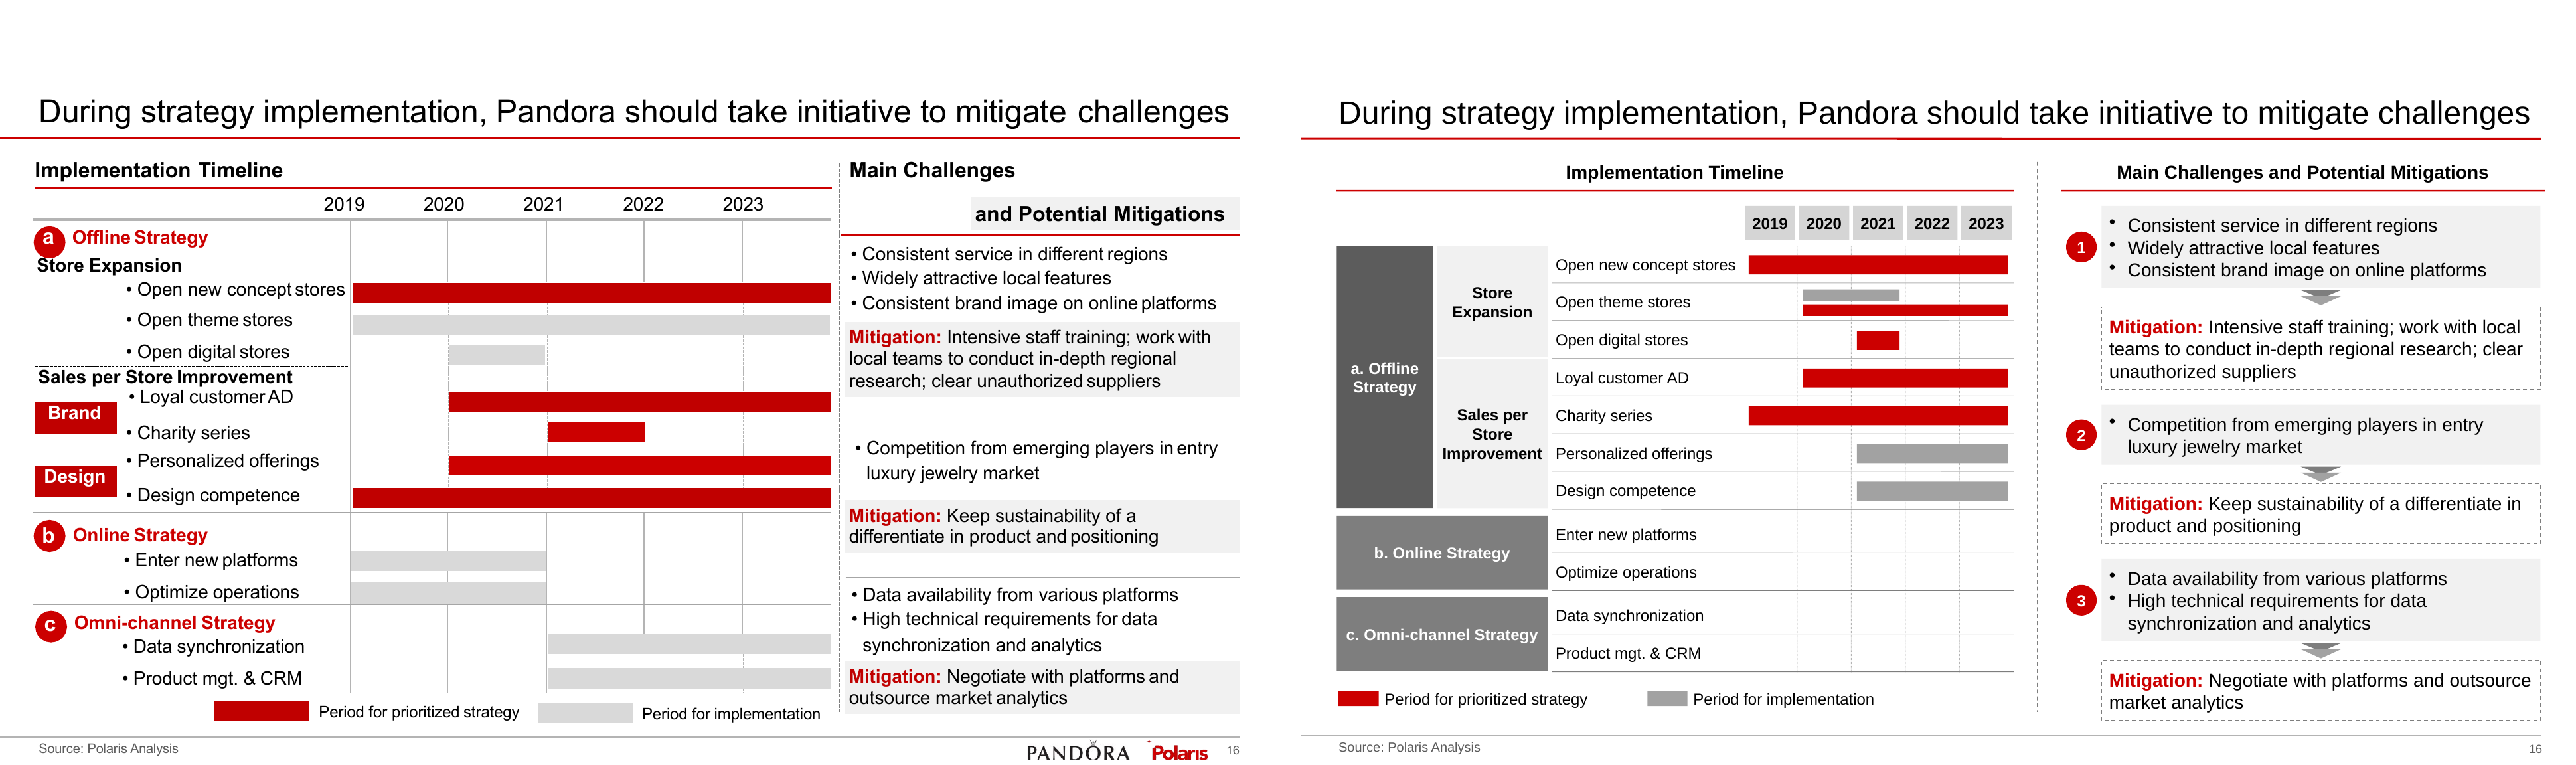 During strategy implementation, Pandora should take initiative to mitigate challenges
Implementation Timeline
2019 2020 2021 2022 2023
a Offline Strategy
Store Expansion
• Open new concept stores
• Open theme stores
• Open digital stores
Sales per Store Improvement
• Loyal customer AD
Brand
• Charity series
• Personalized offerings
Design
• Design competence
b Online Strategy
• Enter new platforms
• Optimize operations
c Omni-channel Strategy
• Data synchronization
• Product mgt. & CRM
Period for prioritized strategy Period for implementation
Main Challenges
and Potential Mitigations
• Consistent service in different regions
• Widely attractive local features
• Consistent brand image on online platforms
Mitigation: Intensive staff training; work with
local teams to conduct in-depth regional
research; clear unauthorized suppliers
• Competition from emerging players in entry
luxury jewelry market
Mitigation: Keep sustainability of a
differentiate in product and positioning
• Data availability from various platforms
• High technical requirements for data
synchronization and analytics
Mitigation: Negotiate with platforms and
outsource market analytics
Source: Polaris Analysis
PANDORA Polaris 16
During strategy implementation, Pandora should take initiative to mitigate challenges
Implementation Timeline
2019 2020 2021 2022 2023
a. Offline
Strategy
Store
Expansion
Open new concept stores
Open theme stores
Open digital stores
Sales per
Store
Improvement
Loyal customer AD
Charity series
Personalized offerings
Design competence
b. Online Strategy
Enter new platforms
Optimize operations
c. Omni-channel Strategy
Data synchronization
Product mgt. & CRM
Period for prioritized strategy Period for implementation
Main Challenges and Potential Mitigations
1
• Consistent service in different regions
• Widely attractive local features
• Consistent brand image on online platforms
Mitigation: Intensive staff training; work with local
teams to conduct in-depth regional research; clear
unauthorized suppliers
2
• Competition from emerging players in entry
luxury jewelry market
Mitigation: Keep sustainability of a differentiate in
product and positioning
3
• Data availability from various platforms
• High technical requirements for data
synchronization and analytics
Mitigation: Negotiate with platforms and outsource
market analytics
Source: Polaris Analysis
16